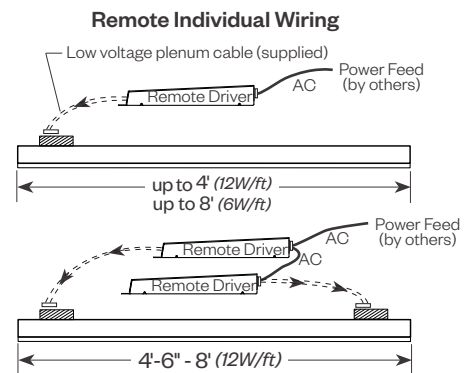 Remote Individual Wiring
Low voltage plenum cable (supplied)
Remote Driver
AC
Power Feed
(by others)
up to 4' (12W/ft)
up to 8' (6W/ft)
Remote Driver
AC
Power Feed
(by others)
AC
Remote Driver
4'-6" - 8' (12W/ft)